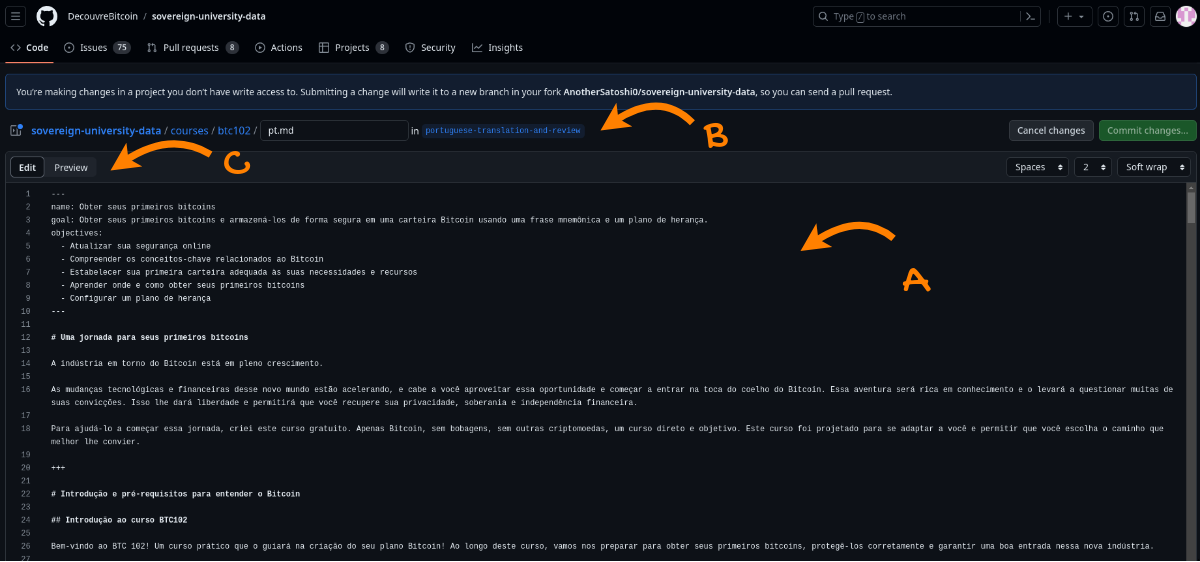 DecouvreBitcoin / sovereign-university-data
Type / to search
Code Issues 75 Pull requests 8 Actions Projects 8 Security Insights
You're making changes in a project you don't have write access to. Submitting a change will write it to a new branch in your fork AnotherSatoshi0/sovereign-university-data, so you can send a pull request.
sovereign-university-data / courses / btc102 / pt.md in portuguese-translation-and-review
Cancel changes Commit changes...
B
C
Edit Preview Spaces 2 Soft wrap
A
1 ---
2 name: Obter seus primeiros bitcoins
3 goal: Obter seus primeiros bitcoins e armazená-los de forma segura em uma carteira Bitcoin usando uma frase mnemônica e um plano de herança.
4 objectives:
5 - Atualizar sua segurança online
6 - Compreender os conceitos-chave relacionados ao Bitcoin
7 - Estabelecer sua primeira carteira adequada às suas necessidades e recursos
8 - Aprender onde e como obter seus primeiros bitcoins
9 - Configurar um plano de herança
10 ---
11
12 # Uma jornada para seus primeiros bitcoins
13
14 A indústria em torno do Bitcoin está em pleno crescimento.
15
16 As mudanças tecnológicas e financeiras desse novo mundo estão acelerando, e cabe a você aproveitar essa oportunidade e começar a entrar na toca do coelho do Bitcoin. Essa aventura será rica em conhecimento e o levará a questionar muitas de
suas convicções. Isso lhe dará liberdade e permitirá que você recupere sua privacidade, soberania e independência financeira.
17
18 Para ajudá-lo a começar essa jornada, criei este curso gratuito. Apenas Bitcoin, sem bobagens, sem outras criptomoedas, um curso direto e objetivo. Este curso foi projetado para se adaptar a você e permitir que você escolha o caminho que
melhor lhe convier.
19
20 +++
21
22 # Introdução e pré-requisitos para entender o Bitcoin
23
24 ## Introdução ao curso BTC102
25
26 Bem-vindo ao BTC 102! Um curso prático que o guiará na criação do seu plano Bitcoin! Ao longo deste curso, vamos nos preparar para obter seus primeiros bitcoins, protegê-los corretamente e garantir uma boa entrada nessa nova indústria.
27